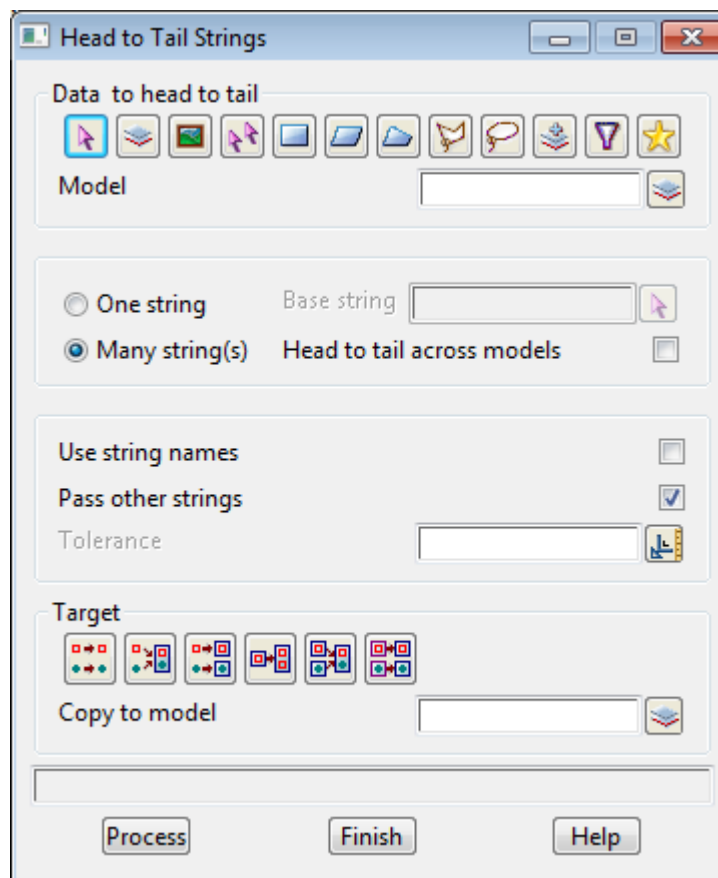 Head to Tail Strings
Data to head to tail
Model
One string Base string
Many string(s) Head to tail across models
Use string names
Pass other strings
Tolerance
Target
Copy to model
Process Finish Help